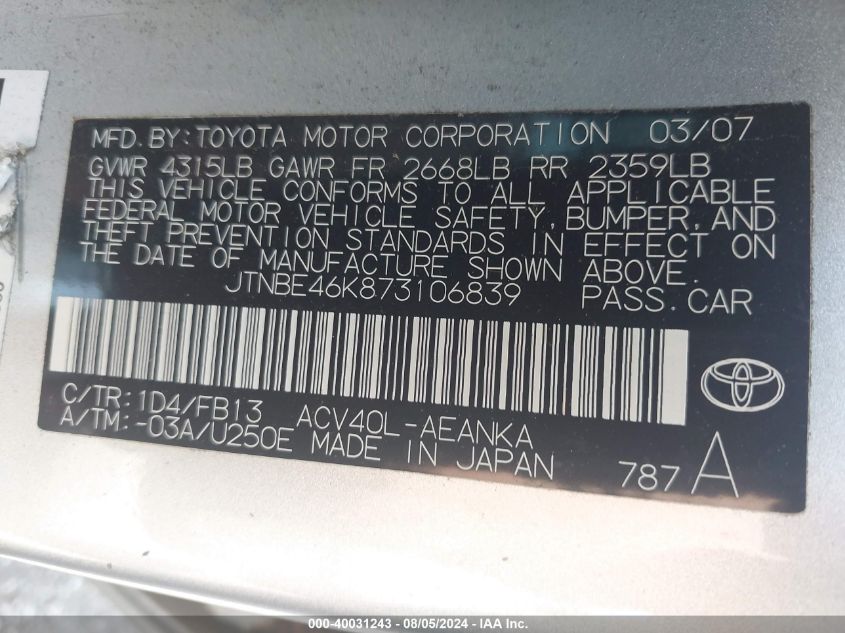 MFD. BY: TOYOTA MOTOR CORPORATION 03/07
GVWR 4315LB GAWR FR 2668LB RR 2359LB
THIS VEHICLE CONFORMS TO ALL APPLICABLE
FEDERAL MOTOR VEHICLE SAFETY, BUMPER, AND
THEFT PREVENTION STANDARDS IN EFFECT ON
THE DATE OF MANUFACTURE SHOWN ABOVE.
JTNBE46K873106839 PASS. CAR
C/TR: 1D4/FB13 ACV40L-AEANKA
A/TM: -03A/U250E MADE IN JAPAN 787 A
000-40031243 - 08/05/2024 - IAA Inc.